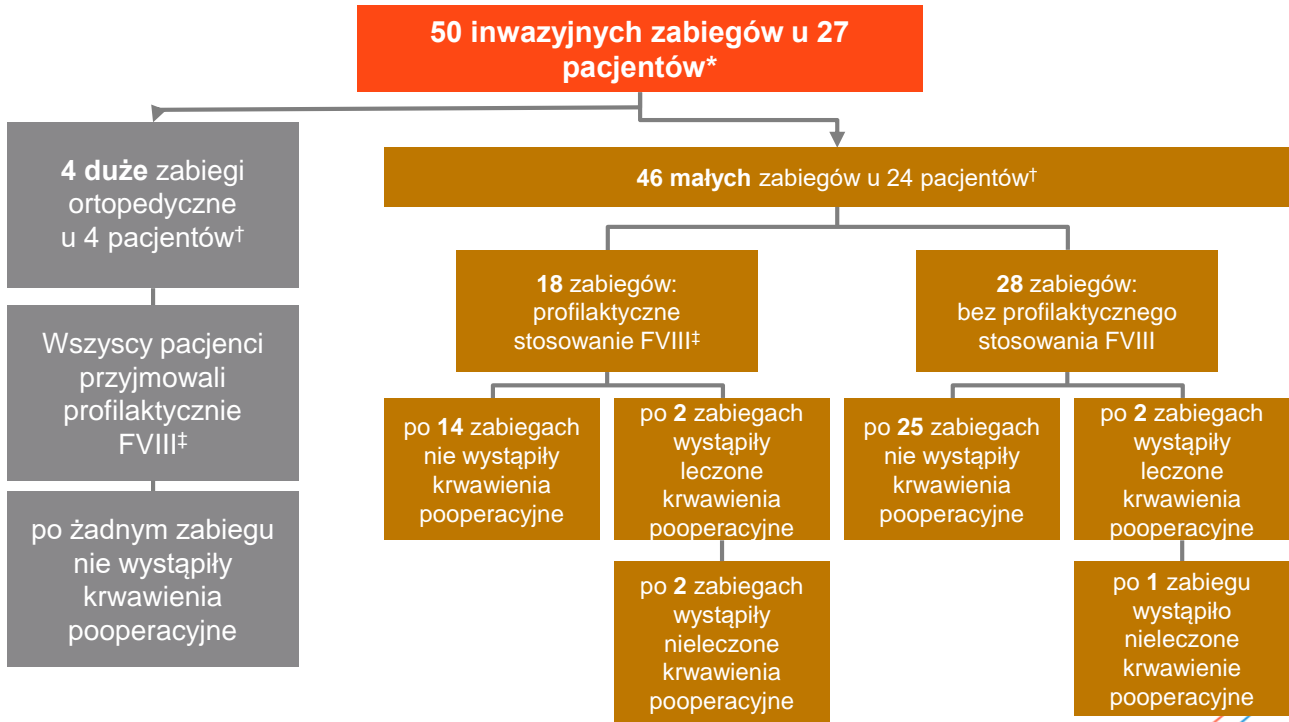 50 inwazyjnych zabiegów u 27
pacjentów*
4 duże zabiegi
ortopedyczne
u 4 pacjentów†
Wszyscy pacjenci
przyjmowali
profilaktycznie
FVIII‡
po żadnym zabiegu
nie wystąpiły
krwawienia
pooperacyjne
46 małych zabiegów u 24 pacjentów†
18 zabiegów:
profilaktyczne
stosowanie FVIII‡
28 zabiegów:
bez profilaktycznego
stosowania FVIII
po 14 zabiegach
nie wystąpiły
krwawienia
pooperacyjne
po 2 zabiegach
wystąpiły
leczone
krwawienia
pooperacyjne
po 25 zabiegach
nie wystąpiły
krwawienia
pooperacyjne
po 2 zabiegach
wystąpiły
leczone
krwawienia
pooperacyjne
po 2 zabiegach
wystąpiły
nieleczone
krwawienia
pooperacyjne
po 1 zabiegu
wystąpiło
nieleczone
krwawienie
pooperacyjne